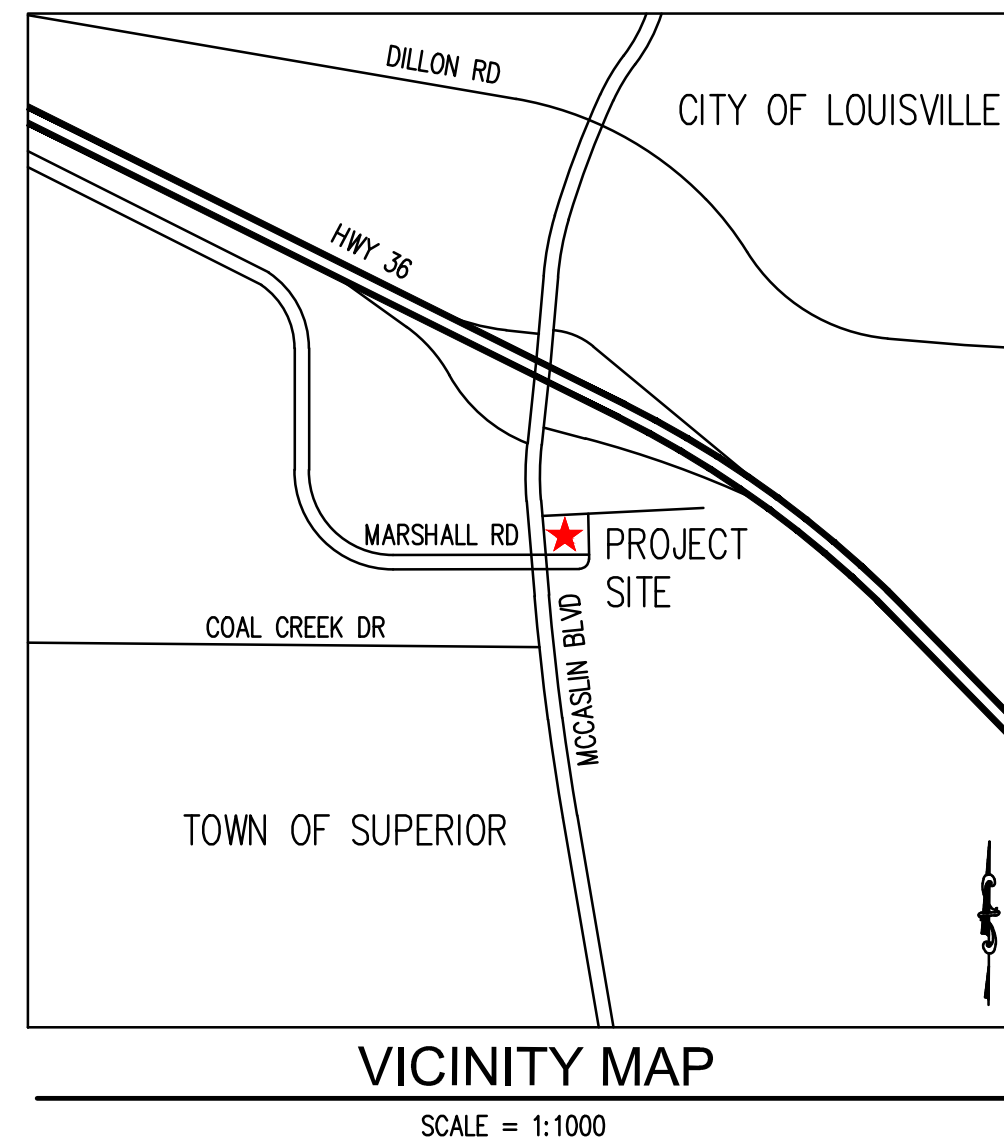 DILLON RD
CITY OF LOUISVILLE
HWY 36
MARSHALL RD
PROJECT
SITE
COAL CREEK DR
MCCASLIN BLVD
TOWN OF SUPERIOR
VICINITY MAP
SCALE = 1:1000